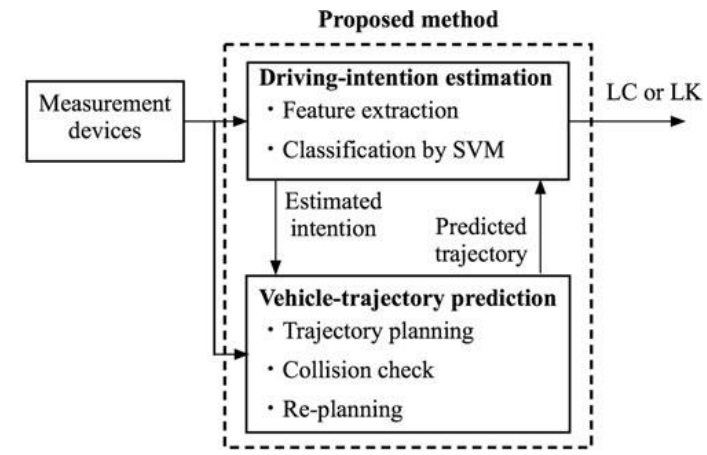 Proposed method
Measurement
devices
Driving-intention estimation
・Feature extraction
・Classification by SVM
LC or LK
Estimated
intention
Predicted
trajectory
Vehicle-trajectory prediction
・Trajectory planning
・Collision check
・Re-planning